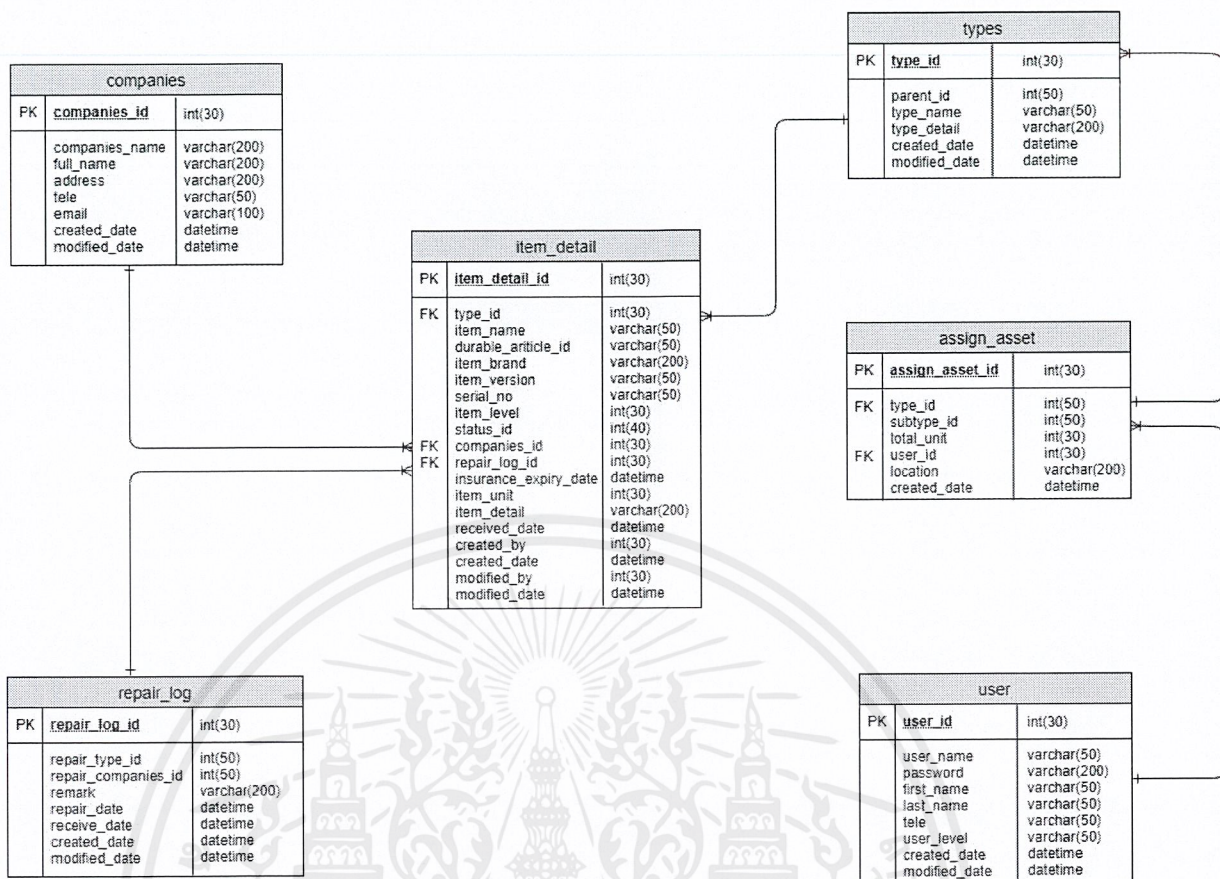 companies
PK companies_id int(30)
companies_name varchar(200)
full_name varchar(200)
address varchar(200)
tele varchar(50)
email varchar(100)
created_date datetime
modified_date datetime
types
PK type_id int(30)
parent_id int(50)
type_name varchar(50)
type_detail varchar(200)
created_date datetime
modified_date datetime
item_detail
PK item_detail_id int(30)
FK type_id int(30)
item_name varchar(50)
durable_ariticle_id varchar(50)
item_brand varchar(200)
item_version varchar(50)
serial_no varchar(50)
item_level int(30)
status_id int(40)
FK companies_id int(30)
FK repair_log_id int(30)
insurance_expiry_date datetime
item_unit int(30)
item_detail varchar(200)
received_date datetime
created_by int(30)
created_date datetime
modified_by int(30)
modified_date datetime
assign_asset
PK assign_asset_id int(30)
FK type_id int(50)
subtype_id int(50)
total_unit int(30)
FK user_id int(30)
location varchar(200)
created_date datetime
repair_log
PK repair_log_id int(30)
repair_type_id int(50)
repair_companies_id int(50)
remark varchar(200)
repair_date datetime
receive_date datetime
created_date datetime
modified_date datetime
user
PK user_id int(30)
user_name varchar(50)
password varchar(200)
first_name varchar(50)
last_name varchar(50)
tele varchar(50)
user_level varchar(50)
created_date datetime
modified_date datetime